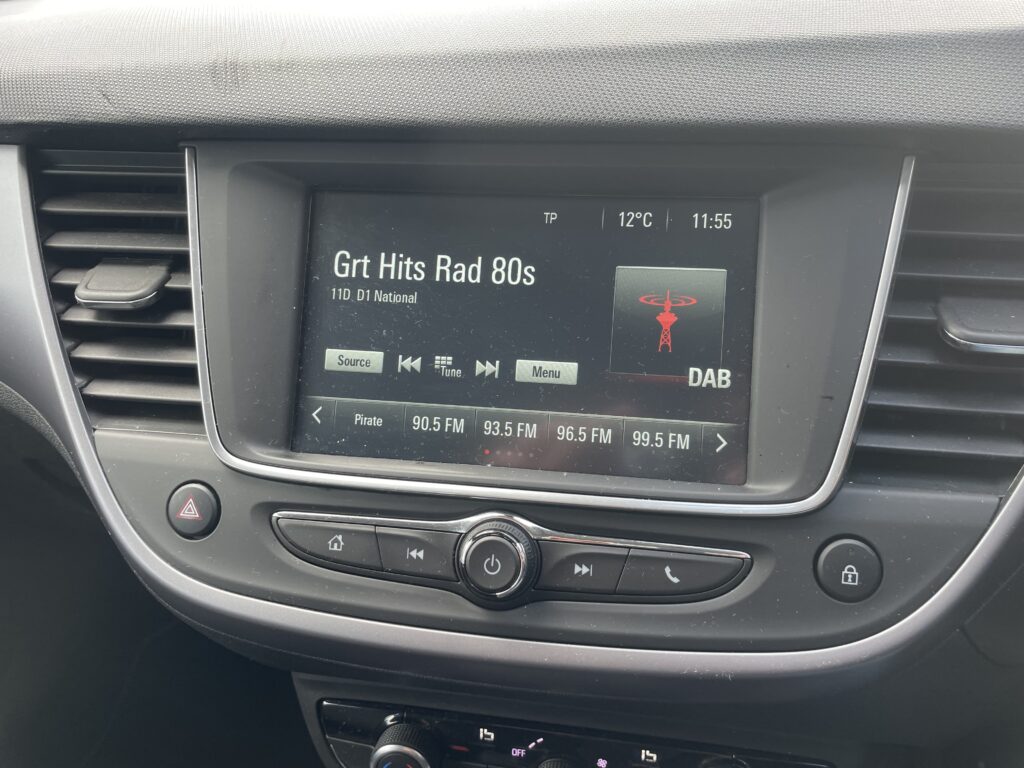 TP 12°C 11:55
Grt Hits Rad 80s
11D_D1 National
Source Tune Menu
DAB
Pirate 90.5 FM 93.5 FM 96.5 FM 99.5 FM
OFF